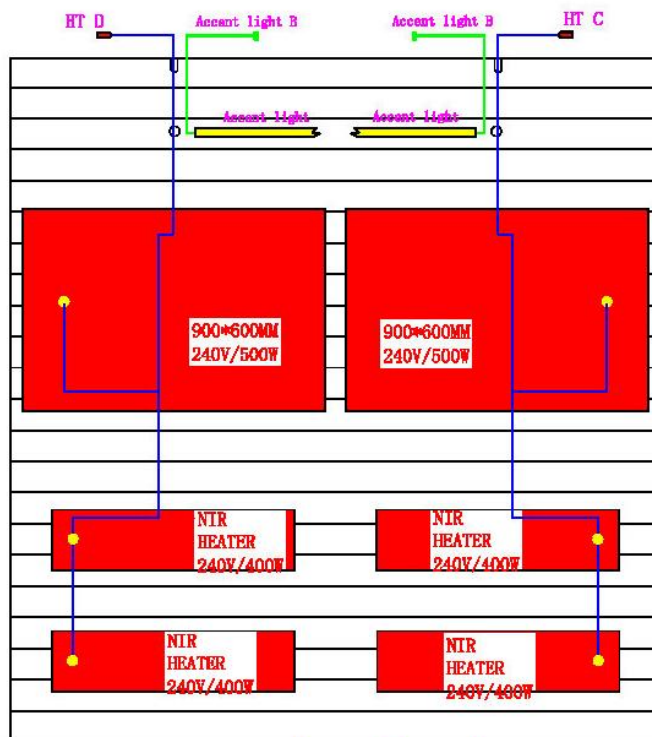 HT D
Accent light B
Accent light B
HT C
Accent light
Accent light
900*600MM
240V/500W
900*600MM
240V/500W
NIR
HEATER
240V/400W
NIR
HEATER
240V/400W
NIR
HEATER
240V/400W
NIR
HEATER
240V/400W